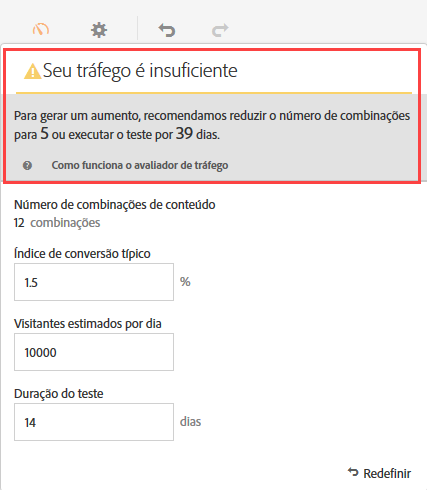 Seu tráfego é insuficiente
Para gerar um aumento, recomendamos reduzir o número de combinações
para 5 ou executar o teste por 39 dias.
Como funciona o avaliador de tráfego
Número de combinações de conteúdo
12 combinações
Índice de conversão típico
1.5 %
Visitantes estimados por dia
10000
Duração do teste
14 dias
Redefinir